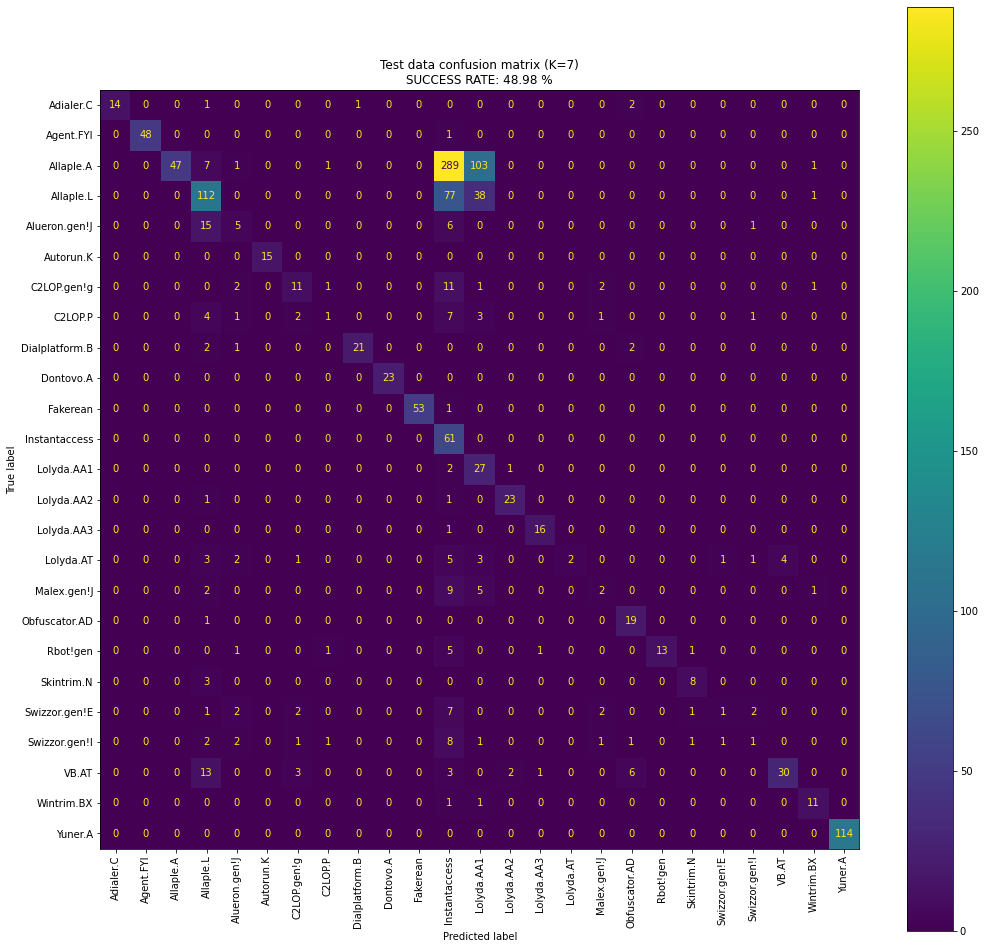 Test data confusion matrix (K=7)
SUCCESS RATE: 48.98 %
True label
Adialer.C 14 0 0 1 0 0 0 0 1 0 0 0 0 0 0 0 0 2 0 0 0 0 0 0 0
Agent.FYI 0 48 0 0 0 0 0 0 0 0 0 1 0 0 0 0 0 0 0 0 0 0 0 0 0
Allaple.A 0 0 47 7 1 0 0 1 0 0 0 289 103 0 0 0 0 0 0 0 0 0 0 1 0
Allaple.L 0 0 0 112 0 0 0 0 0 0 0 77 38 0 0 0 0 0 0 0 0 0 0 1 0
Alueron.gen!J 0 0 0 15 5 0 0 0 0 0 0 6 0 0 0 0 0 0 0 0 0 1 0 0 0
Autorun.K 0 0 0 0 0 15 0 0 0 0 0 0 0 0 0 0 0 0 0 0 0 0 0 0 0
C2LOP.gen!g 0 0 0 0 2 0 11 1 0 0 0 11 1 0 0 0 2 0 0 0 0 0 0 1 0
C2LOP.P 0 0 0 4 1 0 2 1 0 0 0 7 3 0 0 0 1 0 0 0 0 1 0 0 0
Dialplatform.B 0 0 0 2 1 0 0 0 21 0 0 0 0 0 0 0 0 2 0 0 0 0 0 0 0
Dontovo.A 0 0 0 0 0 0 0 0 0 23 0 0 0 0 0 0 0 0 0 0 0 0 0 0 0
Fakerean 0 0 0 0 0 0 0 0 0 0 53 1 0 0 0 0 0 0 0 0 0 0 0 0 0
Instantaccess 0 0 0 0 0 0 0 0 0 0 0 61 0 0 0 0 0 0 0 0 0 0 0 0 0
Lolyda.AA1 0 0 0 0 0 0 0 0 0 0 0 2 27 1 0 0 0 0 0 0 0 0 0 0 0
Lolyda.AA2 0 0 0 1 0 0 0 0 0 0 0 1 0 23 0 0 0 0 0 0 0 0 0 0 0
Lolyda.AA3 0 0 0 0 0 0 0 0 0 0 0 1 0 0 16 0 0 0 0 0 0 0 0 0 0
Lolyda.AT 0 0 0 3 2 0 1 0 0 0 0 5 3 0 0 2 0 0 0 0 1 1 4 0 0
Malex.gen!J 0 0 0 2 0 0 0 0 0 0 0 9 5 0 0 0 2 0 0 0 0 0 0 1 0
Obfuscator.AD 0 0 0 1 0 0 0 0 0 0 0 0 0 0 0 0 0 19 0 0 0 0 0 0 0
Rbot!gen 0 0 0 0 1 0 0 1 0 0 0 5 0 0 1 0 0 0 13 1 0 0 0 0 0
Skintrim.N 0 0 0 3 0 0 0 0 0 0 0 0 0 0 0 0 0 0 0 8 0 0 0 0 0
Swizzor.gen!E 0 0 0 1 2 0 2 0 0 0 0 7 0 0 0 0 2 0 0 1 1 2 0 0 0
Swizzor.gen!I 0 0 0 2 2 0 1 1 0 0 0 8 1 0 0 0 1 1 0 1 1 1 0 0 0
VB.AT 0 0 0 13 0 0 3 0 0 0 0 3 0 2 1 0 0 6 0 0 0 0 30 0 0
Wintrim.BX 0 0 0 0 0 0 0 0 0 0 0 1 1 0 0 0 0 0 0 0 0 0 0 11 0
Yuner.A 0 0 0 0 0 0 0 0 0 0 0 0 0 0 0 0 0 0 0 0 0 0 0 0 114
Adialer.C
Agent.FYI
Allaple.A
Allaple.L
Alueron.gen!J
Autorun.K
C2LOP.gen!g
C2LOP.P
Dialplatform.B
Dontovo.A
Fakerean
Instantaccess
Lolyda.AA1
Lolyda.AA2
Lolyda.AA3
Lolyda.AT
Malex.gen!J
Obfuscator.AD
Rbot!gen
Skintrim.N
Swizzor.gen!E
Swizzor.gen!I
VB.AT
Wintrim.BX
Yuner.A
Predicted label
250
200
150
100
50
0